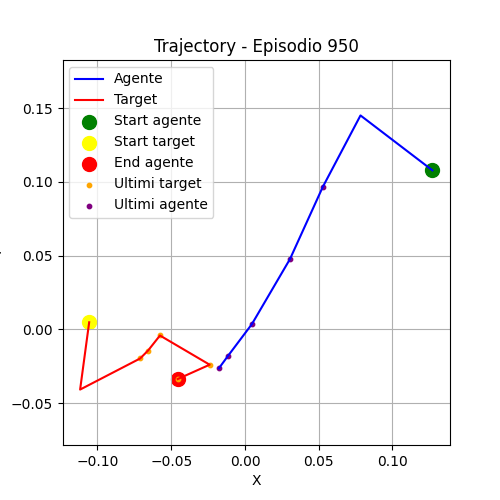 Trajectory - Episodio 950
Agente
Target
Start agente
Start target
End agente
Ultimi target
Ultimi agente
0.15
0.10
0.05
0.00
−0.05
−0.10
−0.05
0.00
0.05
0.10
X